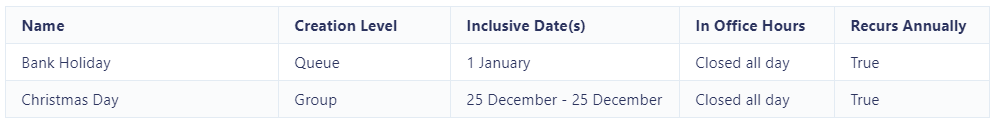 Name Creation Level Inclusive Date(s) In Office Hours Recurs Annually
Bank Holiday Queue 1 January Closed all day True
Christmas Day Group 25 December - 25 December Closed all day True